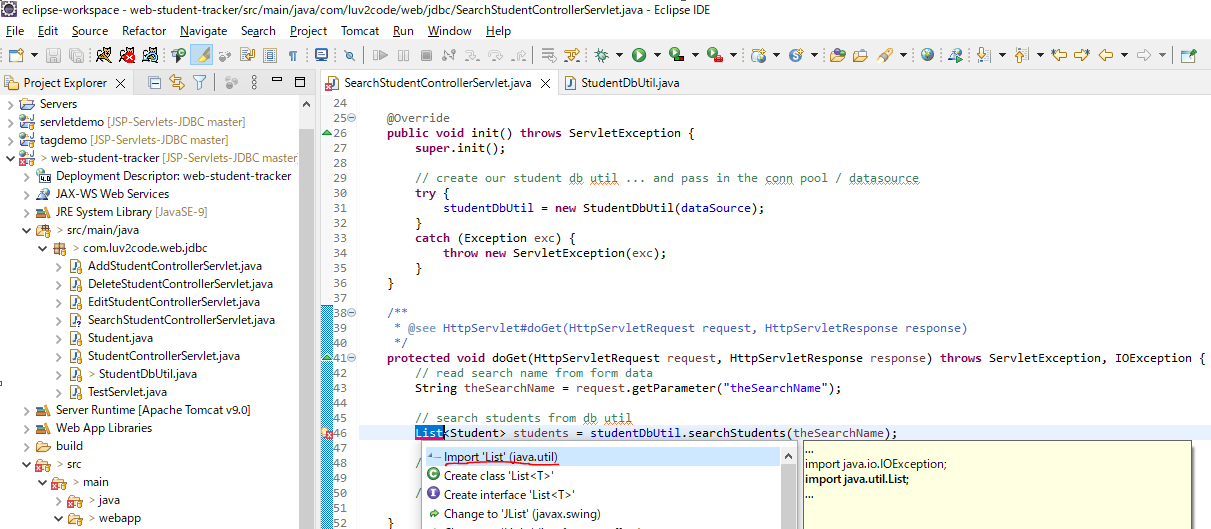 eclipse-workspace - web-student-tracker/src/main/java/com/luv2code/web/jdbc/SearchStudentControllerServlet.java - Eclipse IDE
File Edit Source Refactor Navigate Search Project Tomcat Run Window Help
Project Explorer
SearchStudentControllerServlet.java
StudentDbUtil.java
Servers
servletdemo [JSP-Servlets-JDBC master]
tagdemo [JSP-Servlets-JDBC master]
> web-student-tracker [JSP-Servlets-JDBC master]
Deployment Descriptor: web-student-tracker
JAX-WS Web Services
JRE System Library [JavaSE-9]
> src/main/java
> com.luv2code.web.jdbc
AddStudentControllerServlet.java
DeleteStudentControllerServlet.java
EditStudentControllerServlet.java
SearchStudentControllerServlet.java
Student.java
StudentControllerServlet.java
> StudentDbUtil.java
TestServlet.java
Server Runtime [Apache Tomcat v9.0]
Web App Libraries
build
> src
> main
> java
> webapp
24
25 @Override
26 public void init() throws ServletException {
27 super.init();
28
29 // create our student db util ... and pass in the conn pool / datasource
30 try {
31 studentDbUtil = new StudentDbUtil(dataSource);
32 }
33 catch (Exception exc) {
34 throw new ServletException(exc);
35 }
36 }
37
38 /**
39 * @see HttpServlet#doGet(HttpServletRequest request, HttpServletResponse response)
40 */
41 protected void doGet(HttpServletRequest request, HttpServletResponse response) throws ServletException, IOException {
42 // read search name from form data
43 String theSearchName = request.getParameter("theSearchName");
44
45 // search students from db util
46 List<Student> students = studentDbUtil.searchStudents(theSearchName);
47
48 /
49
50 /
51
52 }
Import 'List' (java.util)
Create class 'List<T>'
Create interface 'List<T>'
Change to 'JList' (javax.swing)
...
import java.io.IOException;
import java.util.List;
...